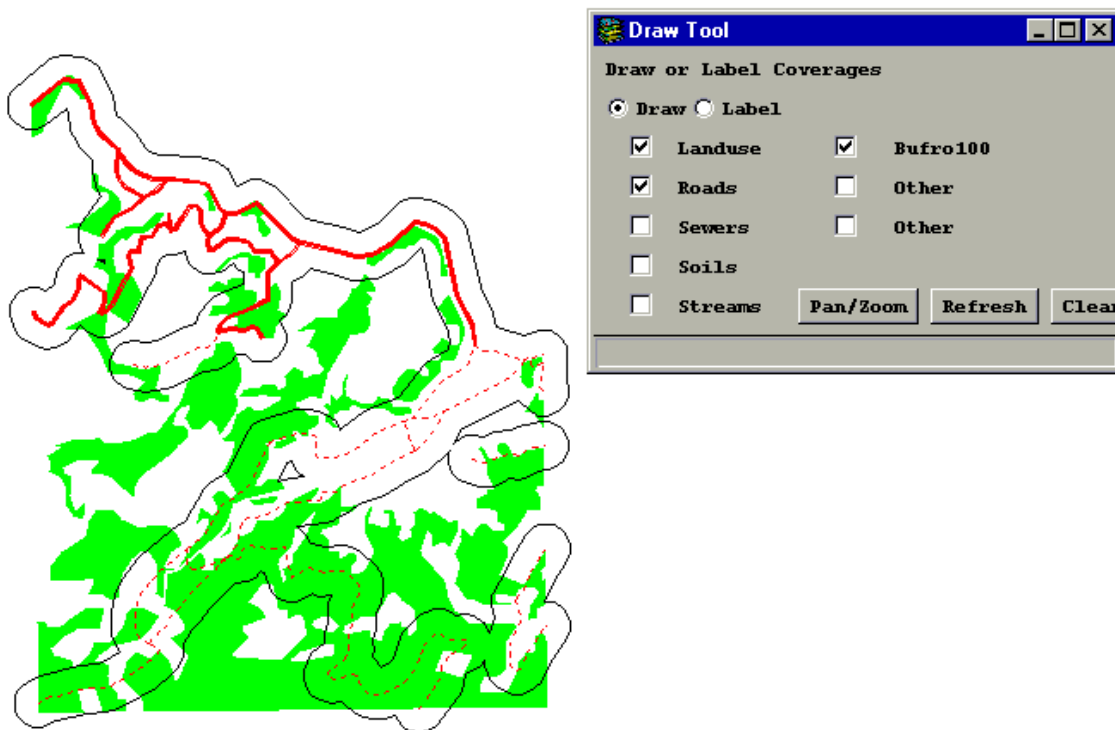 Draw Tool
Draw or Label Coverages
Draw Label
Landuse Bufro100
Roads Other
Sewers Other
Soils
Streams Pan/Zoom Refresh Clear